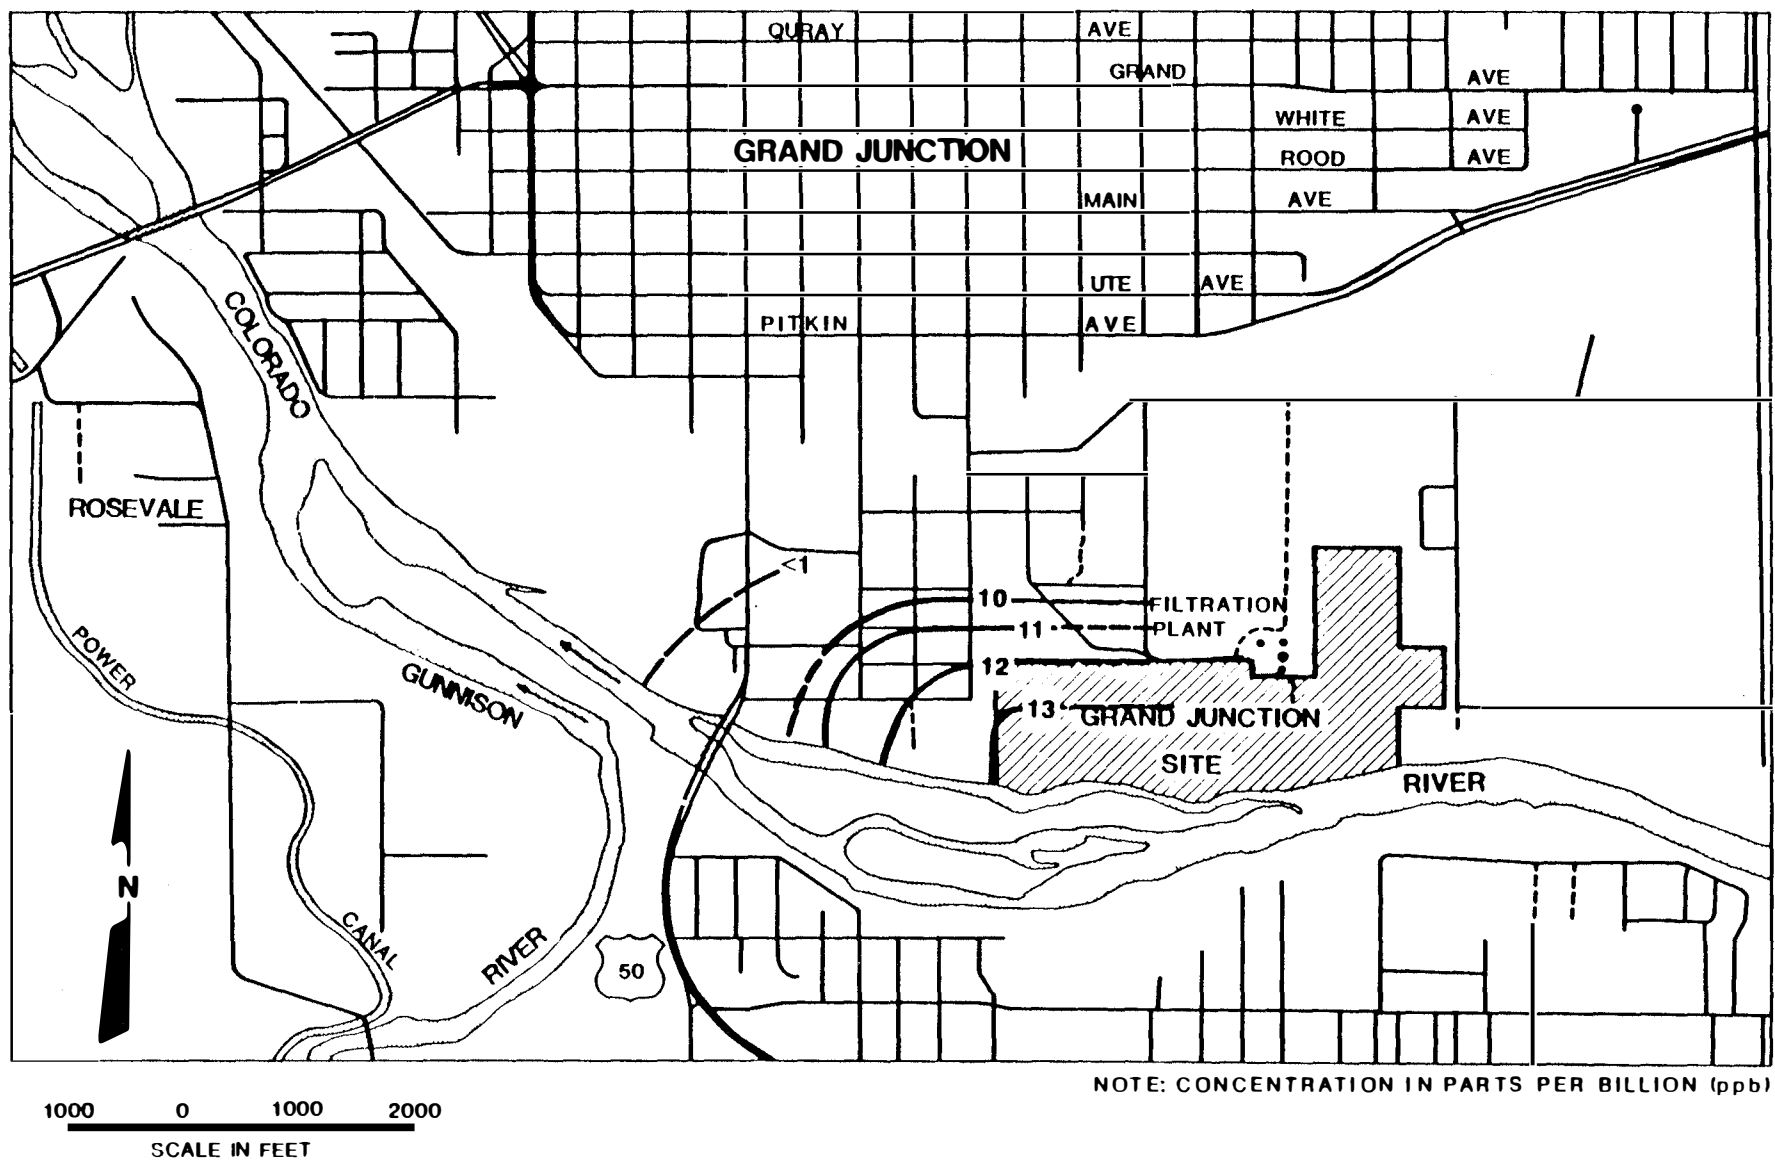 QURAY AVE
GRAND AVE
WHITE AVE
GRAND JUNCTION
ROOD AVE
MAIN AVE
UTE AVE
PITKIN AVE
COLORADO
ROSEVALE
<1
10
FILTRATION
11
PLANT
POWER
12
GUNNISON
13
GRAND JUNCTION
SITE
RIVER
N
CANAL
RIVER
50
NOTE: CONCENTRATION IN PARTS PER BILLION (ppb)
1000 0 1000 2000
SCALE IN FEET